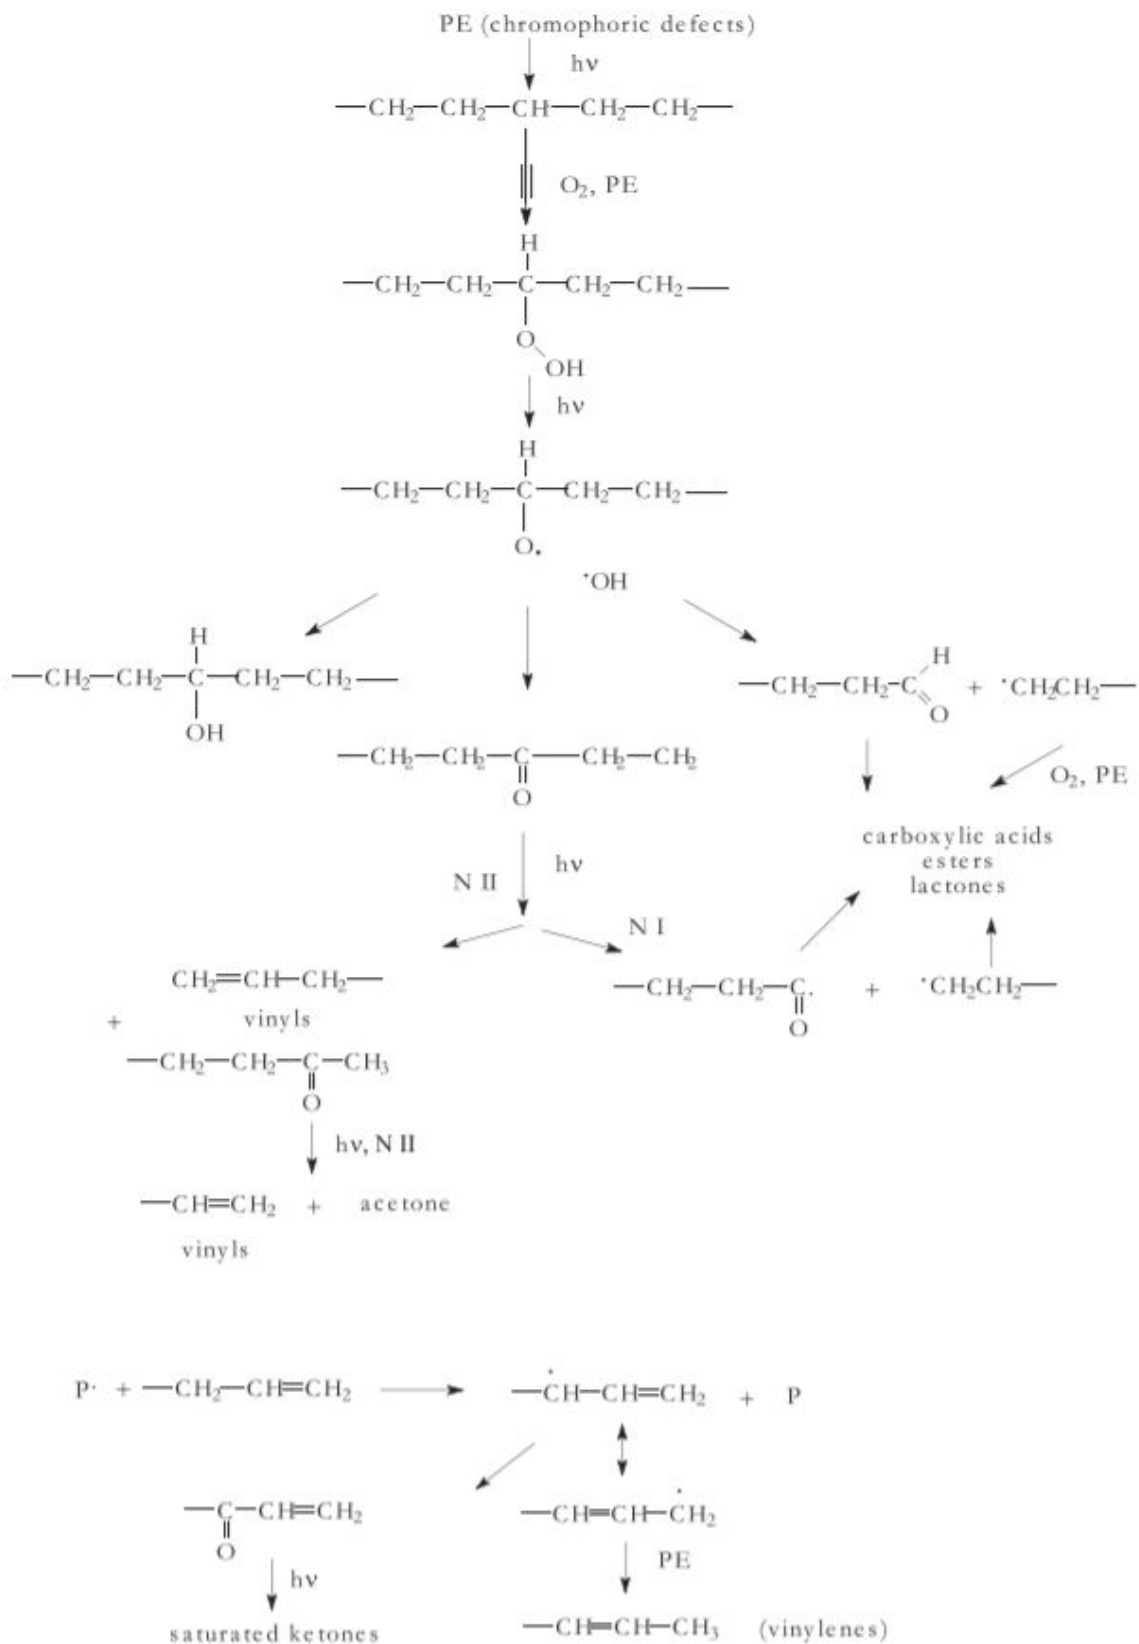 PE (chromophoric defects)
hν
—CH₂—CH₂—CH—CH₂—CH₂—
O₂, PE
H
—CH₂—CH₂—C—CH₂—CH₂—
O
OH
hν
H
—CH₂—CH₂—C—CH₂—CH₂—
O•
•OH
H
—CH₂—CH₂—C—CH₂—CH₂—
OH
H
—CH₂—CH₂—C + •CH₂CH₂—
O
—CH₂—CH₂—C—CH₂—CH₂
O
O₂, PE
carboxylic acids
esters
lactones
hν
N II
N I
CH₂=CH—CH₂—
vinyls
—CH₂—CH₂—C• + •CH₂CH₂—
O
+
—CH₂—CH₂—C—CH₃
O
hν, N II
—CH=CH₂ + acetone
vinyls
P· + —CH₂—CH=CH₂ —ĊH—CH=CH₂ + P
—C—CH=CH₂
O
—CH=CH—ĊH₂
hν
PE
saturated ketones
—CH=CH—CH₃ (vinylenes)